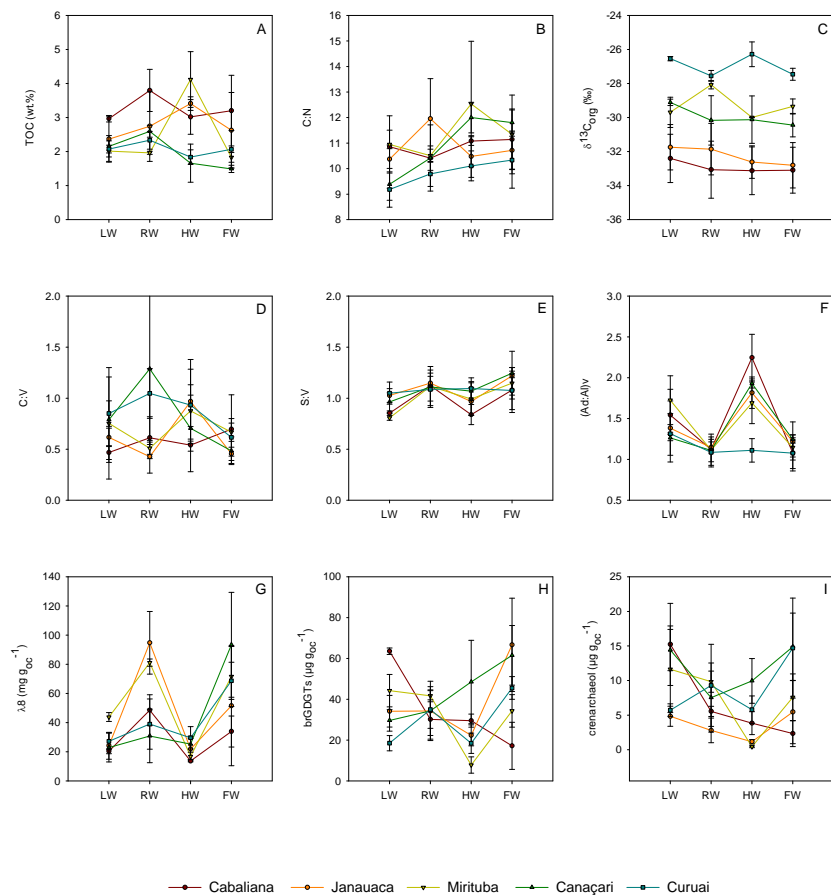 A
TOC (wt.%)
6
5
4
3
2
1
0
LW RW HW FW
B
C:N
16
15
14
13
12
11
10
9
8
LW RW HW FW
C
δ¹³Corg (‰)
-24
-26
-28
-30
-32
-34
-36
LW RW HW FW
D
C:V
2.0
1.5
1.0
0.5
0.0
LW RW HW FW
E
S:V
2.0
1.5
1.0
0.5
0.0
LW RW HW FW
F
(Ad:Al)v
3.0
2.5
2.0
1.5
1.0
0.5
LW RW HW FW
G
λ8 (mg gOC⁻¹)
140
120
100
80
60
40
20
0
LW RW HW FW
H
brGDGTs (μg gOC⁻¹)
100
80
60
40
20
0
LW RW HW FW
I
crenarchaeol (μg gOC⁻¹)
25
20
15
10
5
0
LW RW HW FW
Cabaliana Janauaca Mirituba Canaçari Curuai